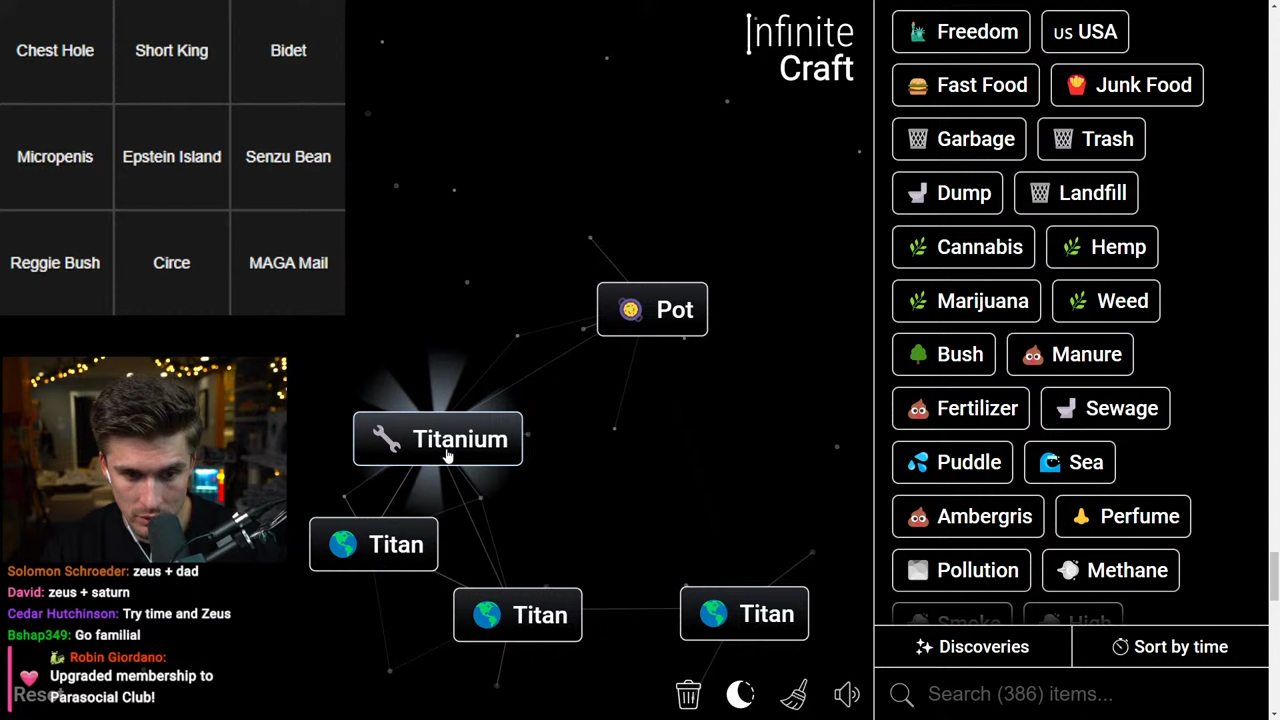 Chest Hole
Short King
Bidet
Micropenis
Epstein Island
Senzu Bean
Reggie Bush
Circe
MAGA Mail
Infinite
Craft
Pot
Titanium
Titan
Titan
Titan
Solomon Schroeder: zeus + dad
David: zeus + saturn
Cedar Hutchinson: Try time and Zeus
Bshap349: Go familial
Robin Giordano:
Upgraded membership to
Parasocial Club!
Reset
Freedom
us USA
Fast Food
Junk Food
Garbage
Trash
Dump
Landfill
Cannabis
Hemp
Marijuana
Weed
Bush
Manure
Fertilizer
Sewage
Puddle
Sea
Ambergris
Perfume
Pollution
Methane
Smoke
High
Discoveries
Sort by time
Search (386) items...